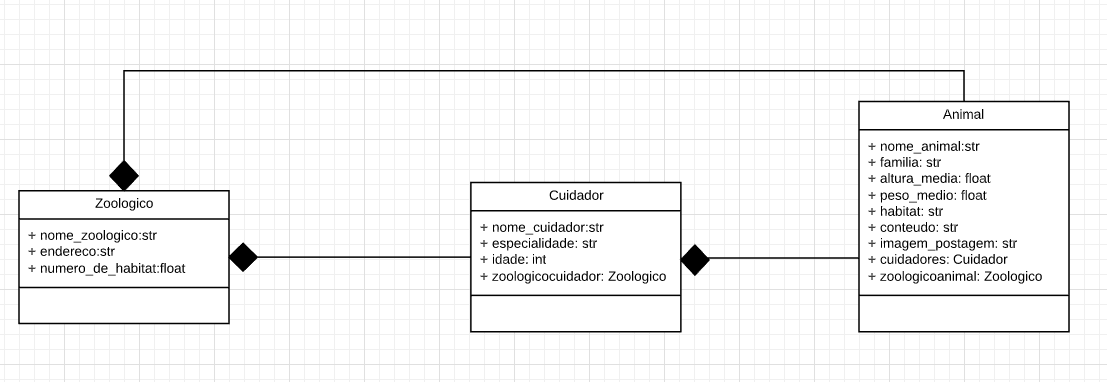 Zoologico
+ nome_zoologico:str
+ endereco:str
+ numero_de_habitat:float
Cuidador
+ nome_cuidador:str
+ especialidade: str
+ idade: int
+ zoologicocuidador: Zoologico
Animal
+ nome_animal:str
+ familia: str
+ altura_media: float
+ peso_medio: float
+ habitat: str
+ conteudo: str
+ imagem_postagem: str
+ cuidadores: Cuidador
+ zoologicoanimal: Zoologico